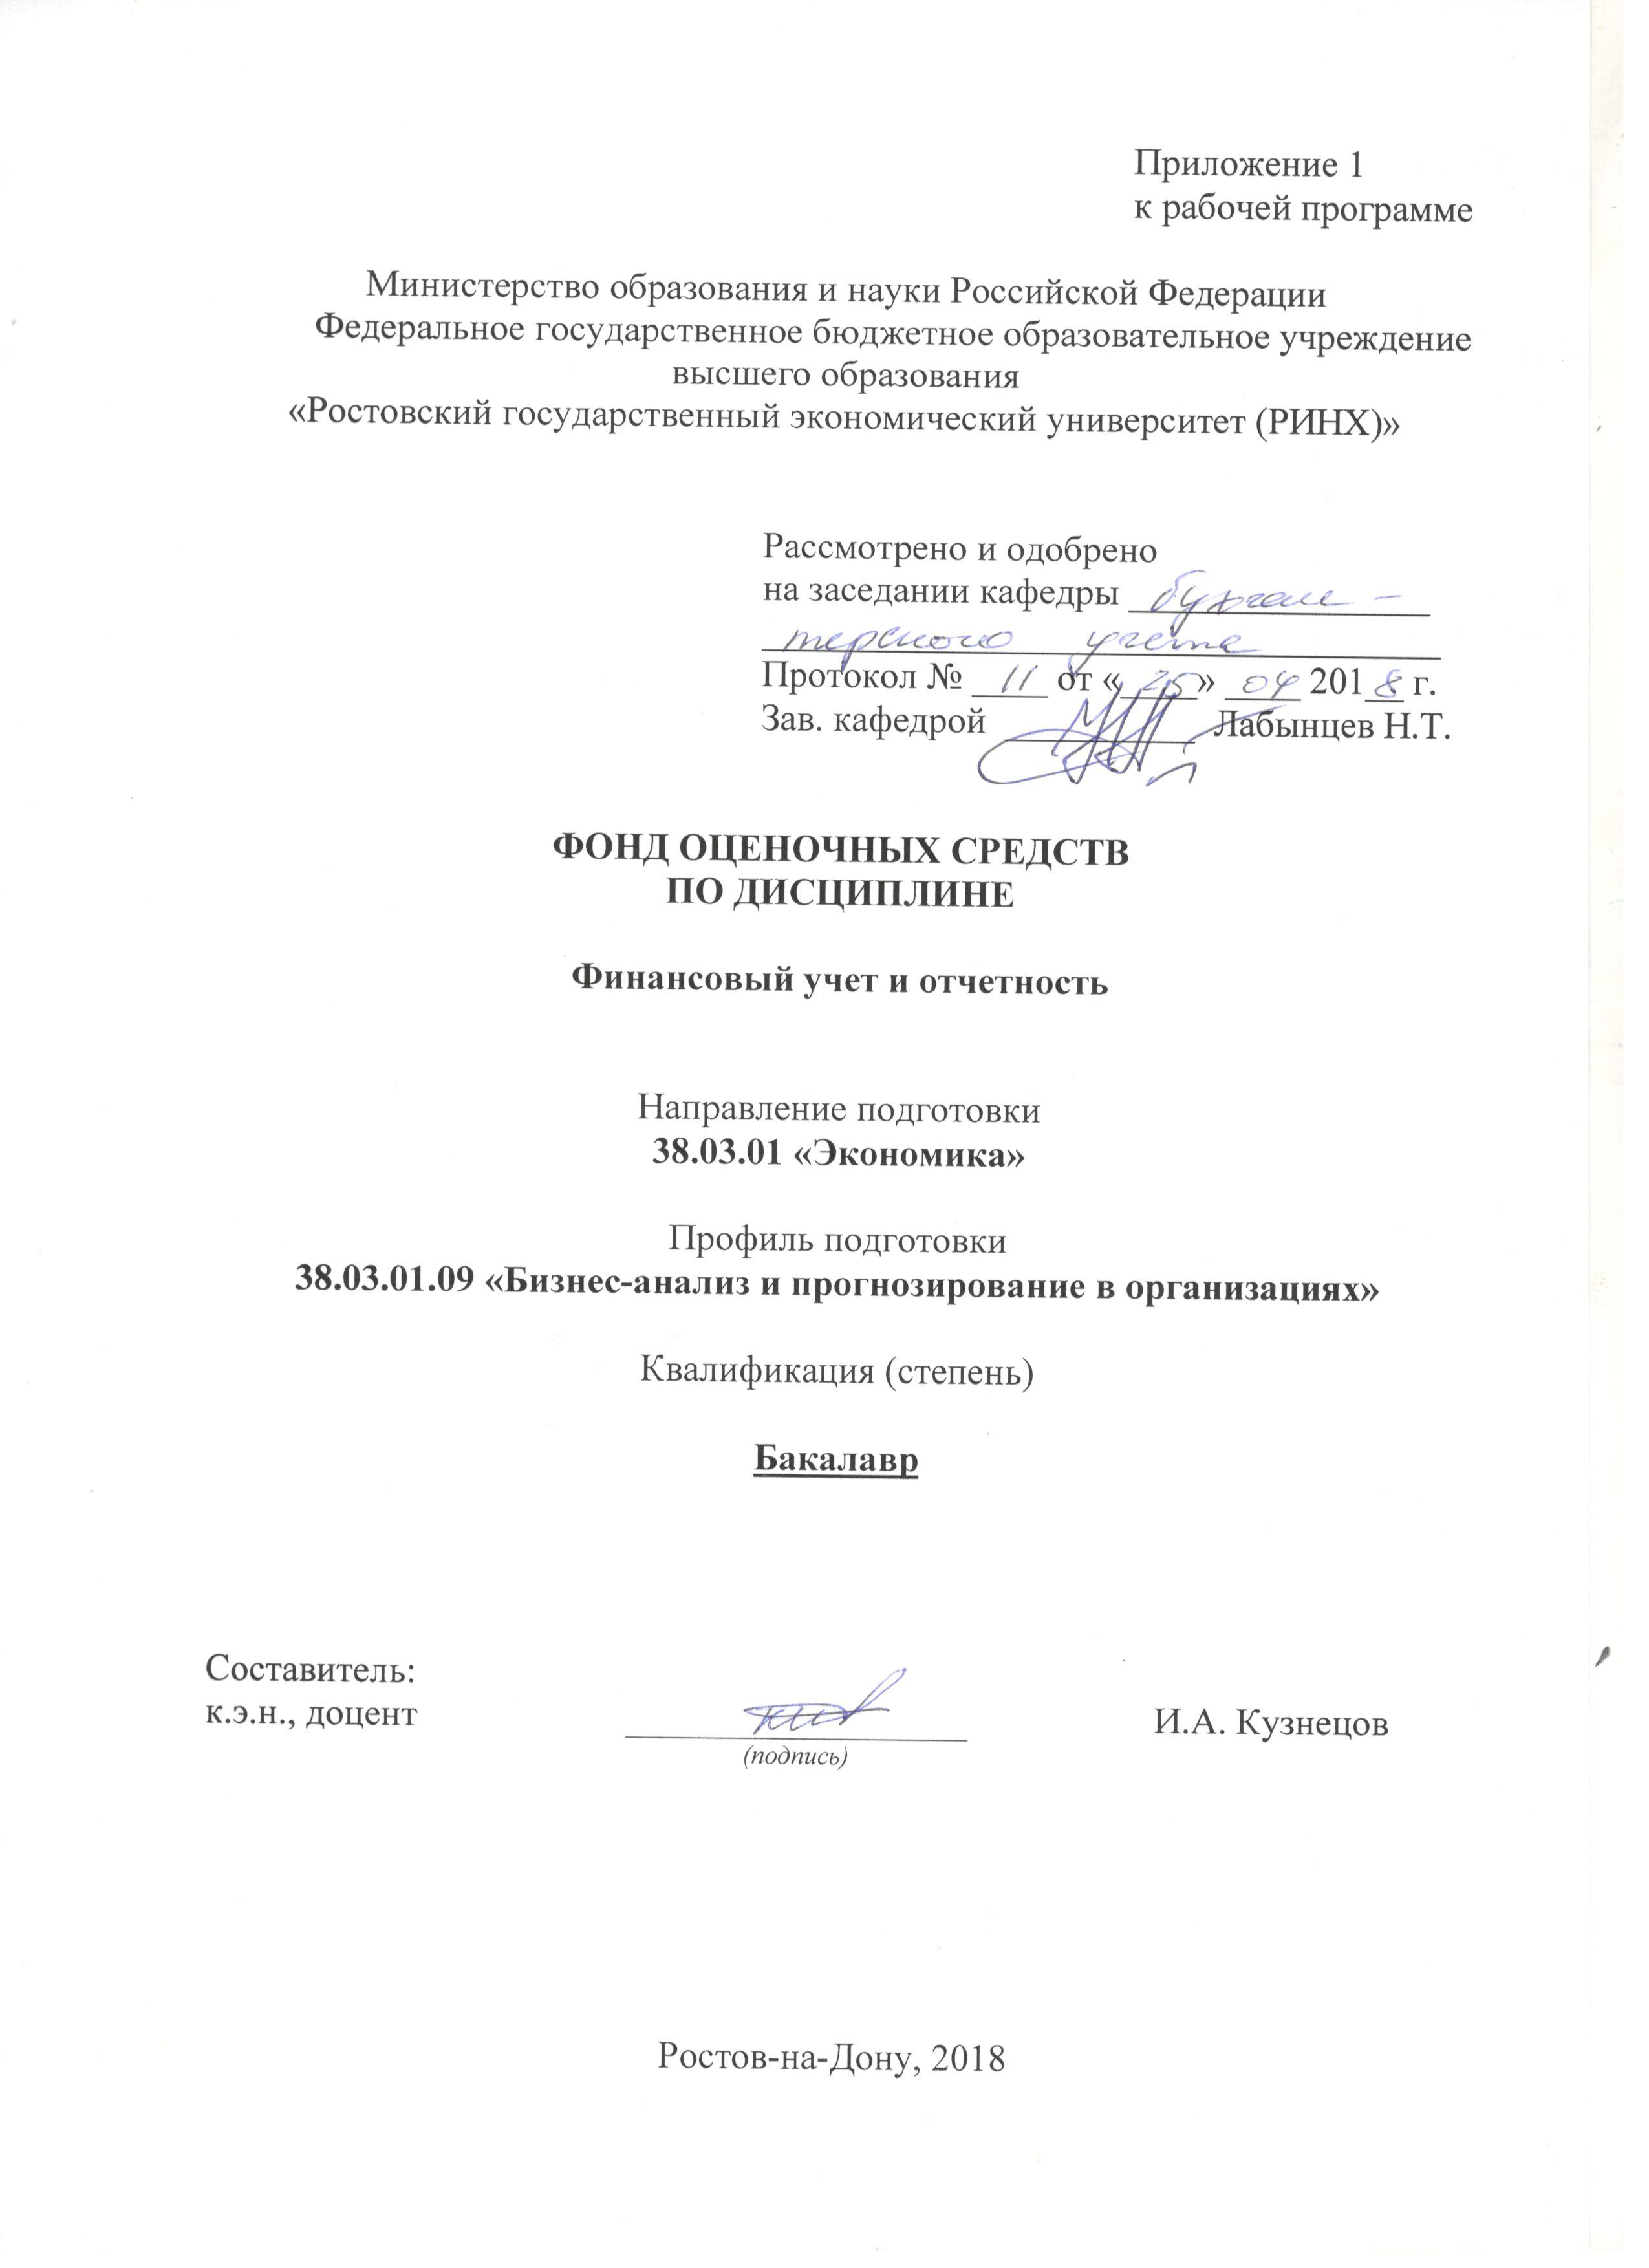 Приложение 1
к рабочей программе
Министерство образования и науки Российской Федерации
Федеральное государственное бюджетное образовательное учреждение
высшего образования
«Ростовский государственный экономический университет (РИНХ)»
Рассмотрено и одобрено
на заседании кафедры бухгал-
терского учета
Протокол № 11 от «25» 04 2018 г.
Зав. кафедрой Лабынцев Н.Т.
ФОНД ОЦЕНОЧНЫХ СРЕДСТВ
ПО ДИСЦИПЛИНЕ
Финансовый учет и отчетность
Направление подготовки
38.03.01 «Экономика»
Профиль подготовки
38.03.01.09 «Бизнес-анализ и прогнозирование в организациях»
Квалификация (степень)
Бакалавр
Составитель:
к.э.н., доцент И.А. Кузнецов
(подпись)
Ростов-на-Дону, 2018